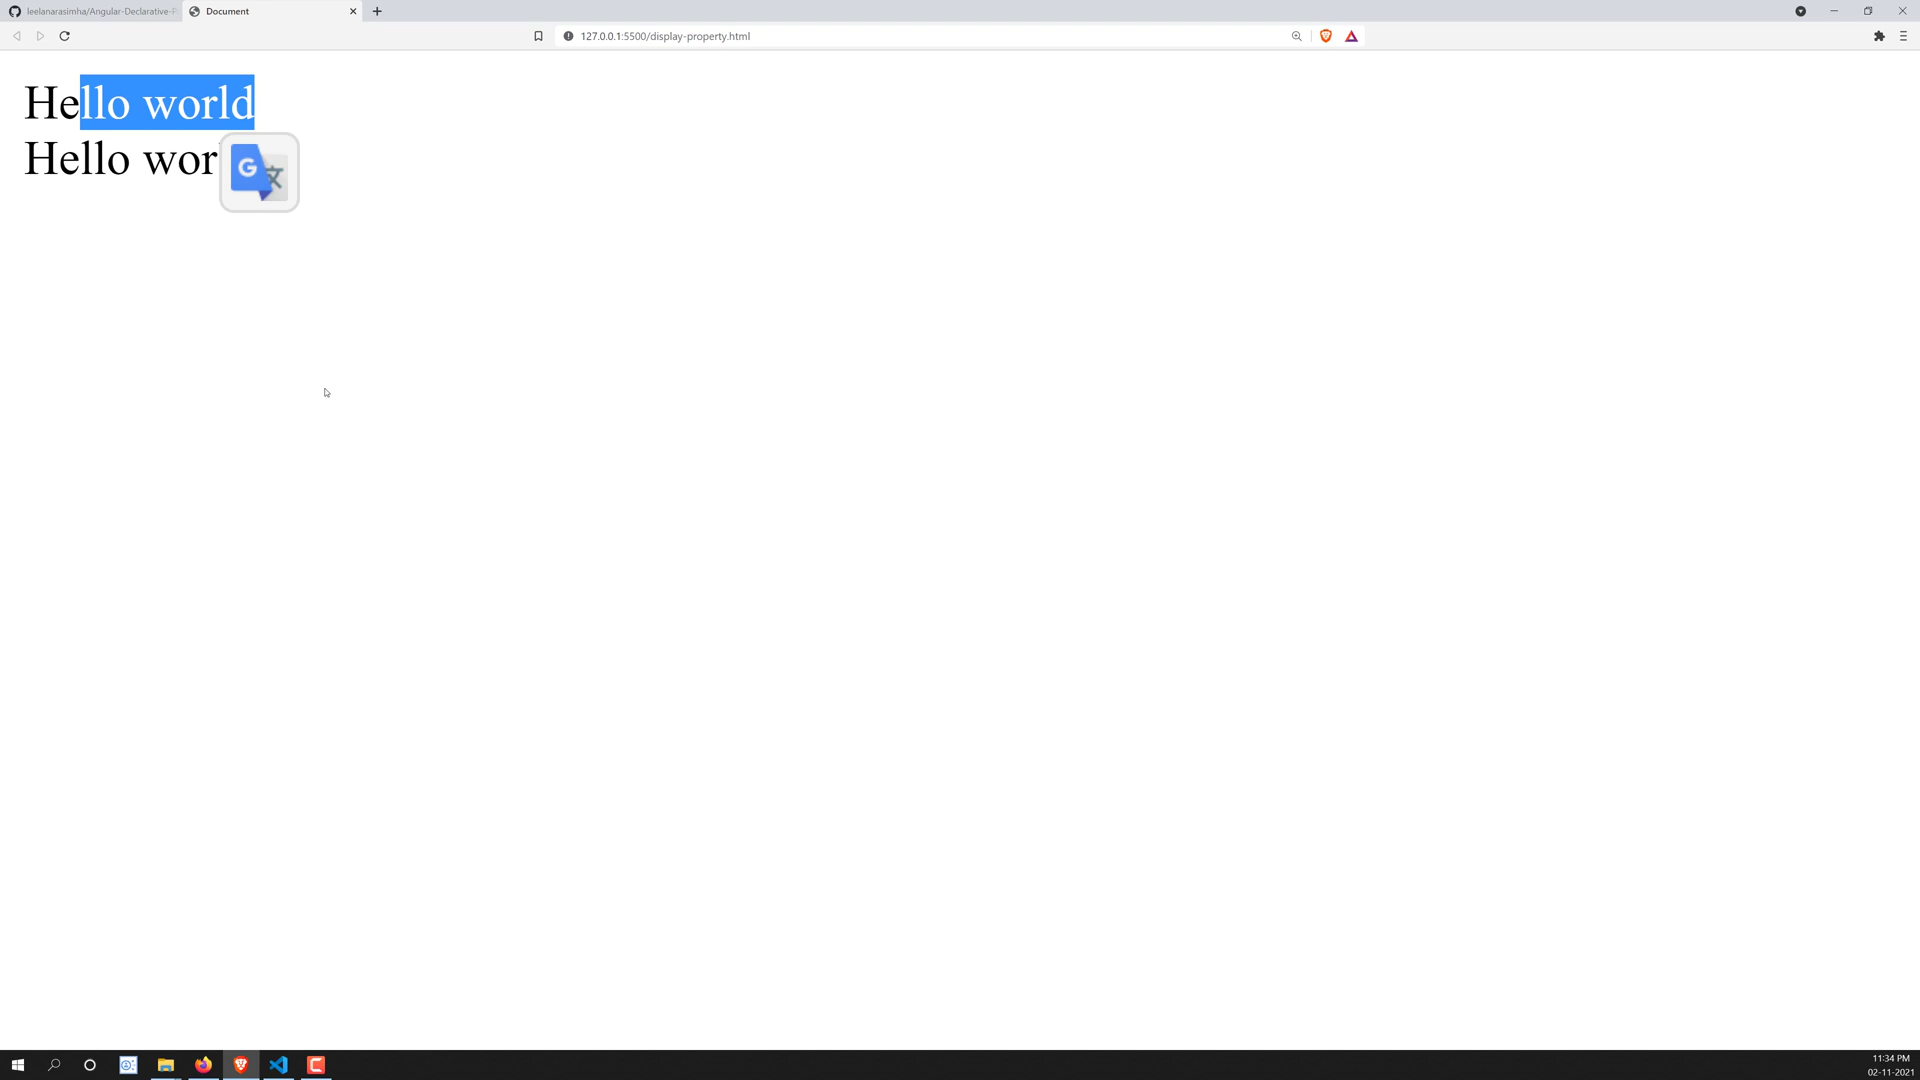 leelanarasimha/Angular-Declarative-P
Document
127.0.0.1:5500/display-property.html
Hello world
Hello wor
G
11:34 PM
02-11-2021